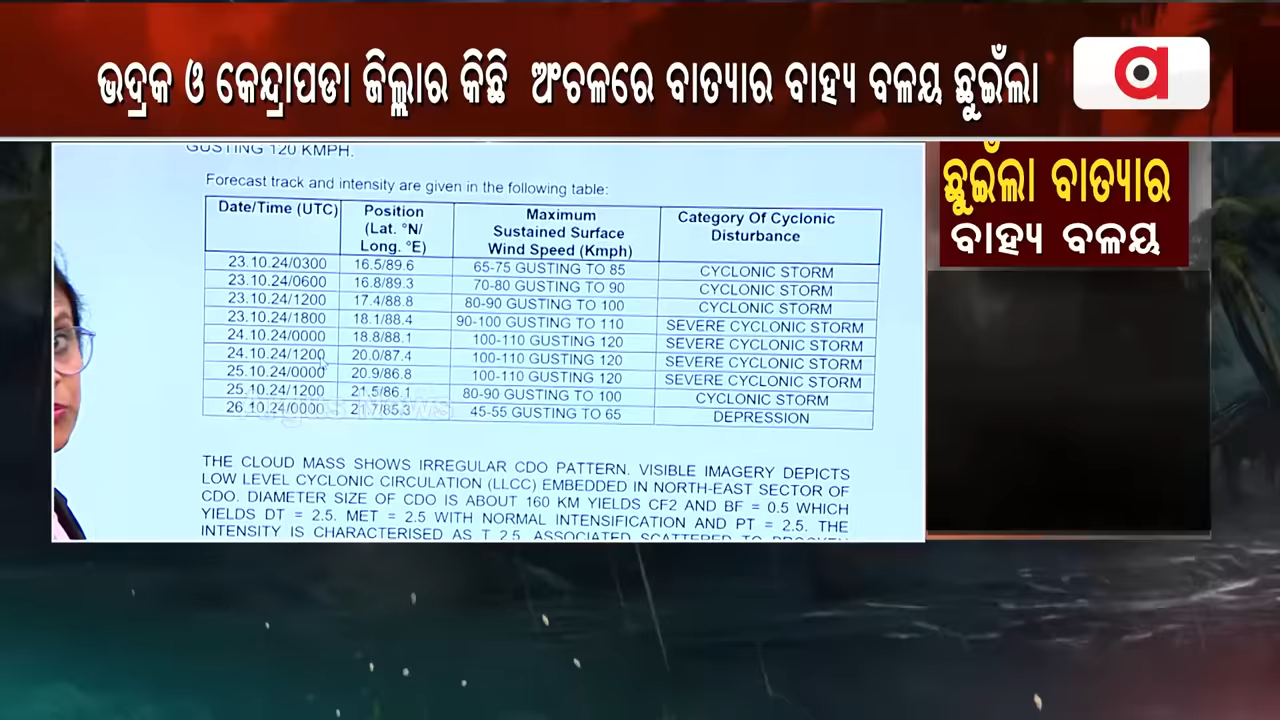 ଭଦ୍ରକ ଓ କେନ୍ଦ୍ରାପଡା ଜିଲ୍ଲାର କିଛି ଅଂଚଳରେ ବାତ୍ୟାର ବାହ୍ୟ ବଳୟ ଛୁଇଁଲା
a
ଛୁଇଁଲା ବାତ୍ୟାର
ବାହ୍ୟ ବଳୟ
GUSTING 120 KMPH.
Forecast track and intensity are given in the following table:
Date/Time (UTC) Position (Lat. °N/ Long. °E) Maximum Sustained Surface Wind Speed (Kmph) Category Of Cyclonic Disturbance
23.10.24/0300 16.5/89.6 65-75 GUSTING TO 85 CYCLONIC STORM
23.10.24/0600 16.8/89.3 70-80 GUSTING TO 90 CYCLONIC STORM
23.10.24/1200 17.4/88.8 80-90 GUSTING TO 100 CYCLONIC STORM
23.10.24/1800 18.1/88.4 90-100 GUSTING TO 110 SEVERE CYCLONIC STORM
24.10.24/0000 18.8/88.1 100-110 GUSTING 120 SEVERE CYCLONIC STORM
24.10.24/1200 20.0/87.4 100-110 GUSTING 120 SEVERE CYCLONIC STORM
25.10.24/0000 20.9/86.8 100-110 GUSTING 120 SEVERE CYCLONIC STORM
25.10.24/1200 21.5/86.1 80-90 GUSTING TO 100 CYCLONIC STORM
26.10.24/0000 21.7/85.3 45-55 GUSTING TO 65 DEPRESSION
Argus News
THE CLOUD MASS SHOWS IRREGULAR CDO PATTERN. VISIBLE IMAGERY DEPICTS
LOW LEVEL CYCLONIC CIRCULATION (LLCC) EMBEDDED IN NORTH-EAST SECTOR OF
CDO. DIAMETER SIZE OF CDO IS ABOUT 160 KM YIELDS CF2 AND BF = 0.5 WHICH
YIELDS DT = 2.5. MET = 2.5 WITH NORMAL INTENSIFICATION AND PT = 2.5. THE
INTENSITY IS CHARACTERISED AS T 2.5. ASSOCIATED SCATTERED TO BROKEN